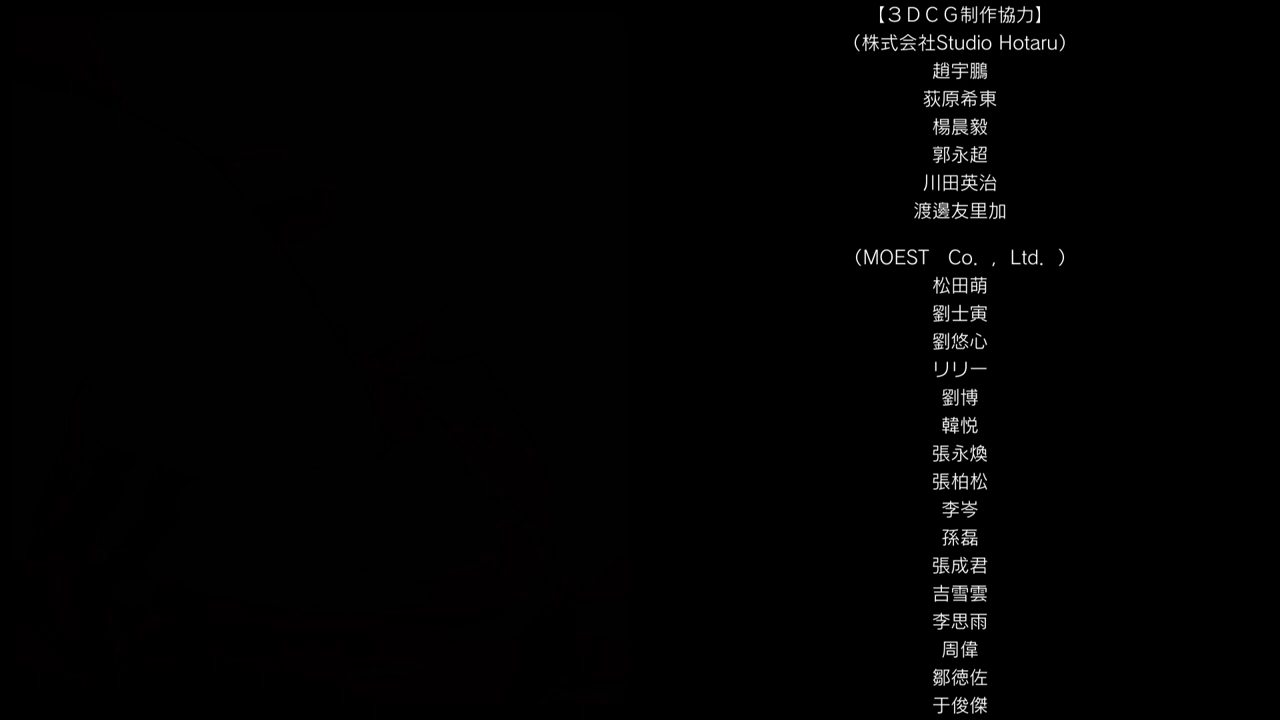 【３ＤＣＧ制作協力】
（株式会社Studio Hotaru）
趙宇鵬
荻原希東
楊晨毅
郭永超
川田英治
渡邊友里加
（MOEST　Co．，Ltd．）
松田萌
劉士寅
劉悠心
リリー
劉博
韓悦
張永煥
張柏松
李岑
孫磊
張成君
吉雪雲
李思雨
周偉
鄒徳佐
于俊傑